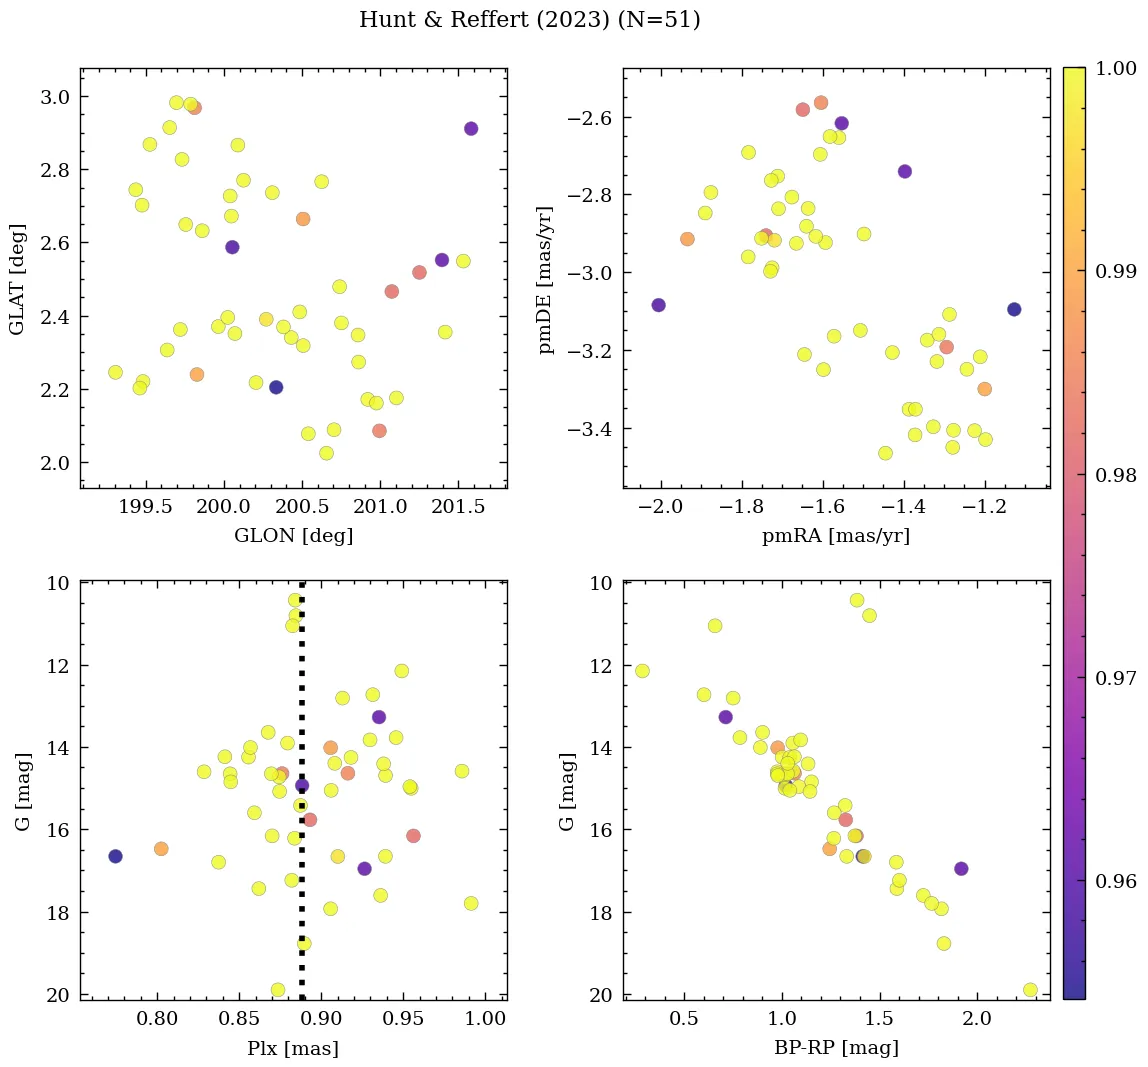 Hunt & Reffert (2023) (N=51)
3.0
2.8
2.6
2.4
2.2
2.0
GLAT [deg]
199.5 200.0 200.5 201.0 201.5
GLON [deg]
−2.6
−2.8
−3.0
−3.2
−3.4
pmDE [mas/yr]
−2.0 −1.8 −1.6 −1.4 −1.2
pmRA [mas/yr]
1.00
0.99
0.98
0.97
0.96
10
12
14
16
18
20
G [mag]
0.80 0.85 0.90 0.95 1.00
Plx [mas]
10
12
14
16
18
20
G [mag]
0.5 1.0 1.5 2.0
BP-RP [mag]